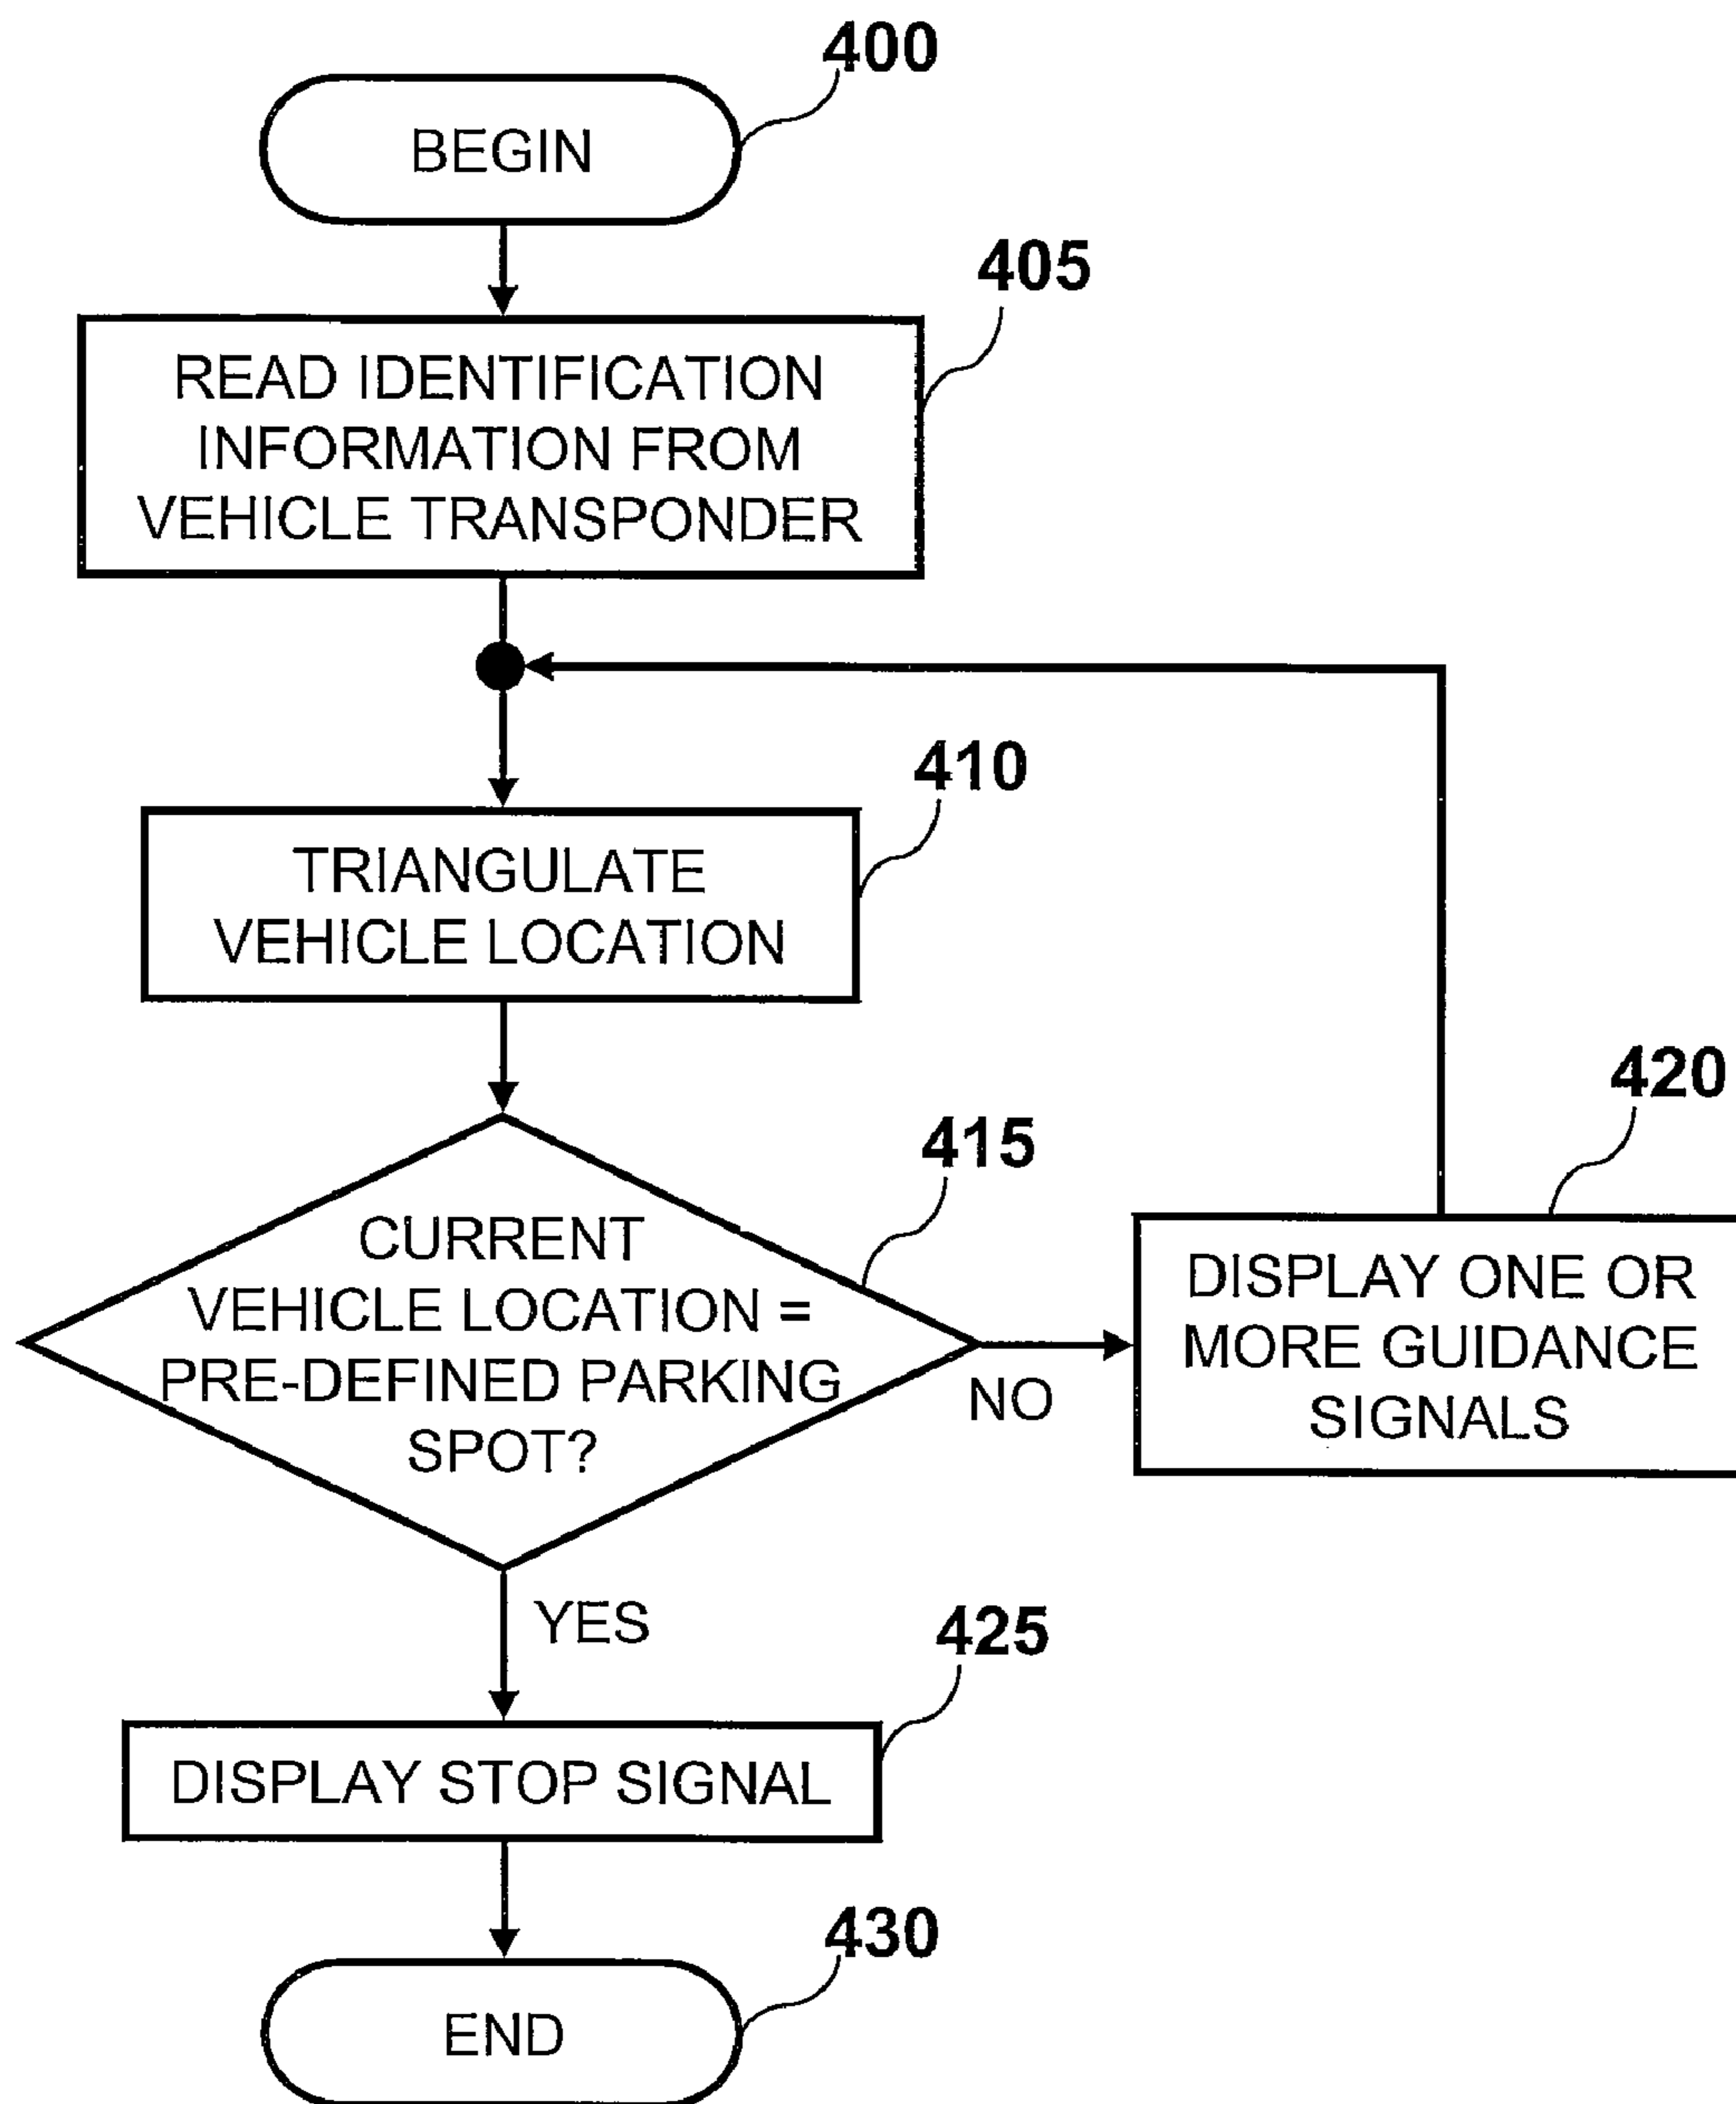 400
BEGIN
405
READ IDENTIFICATION
INFORMATION FROM
VEHICLE TRANSPONDER
410
TRIANGULATE
VEHICLE LOCATION
415
CURRENT
VEHICLE LOCATION =
PRE-DEFINED PARKING
SPOT?
NO
420
DISPLAY ONE OR
MORE GUIDANCE
SIGNALS
YES
425
DISPLAY STOP SIGNAL
430
END